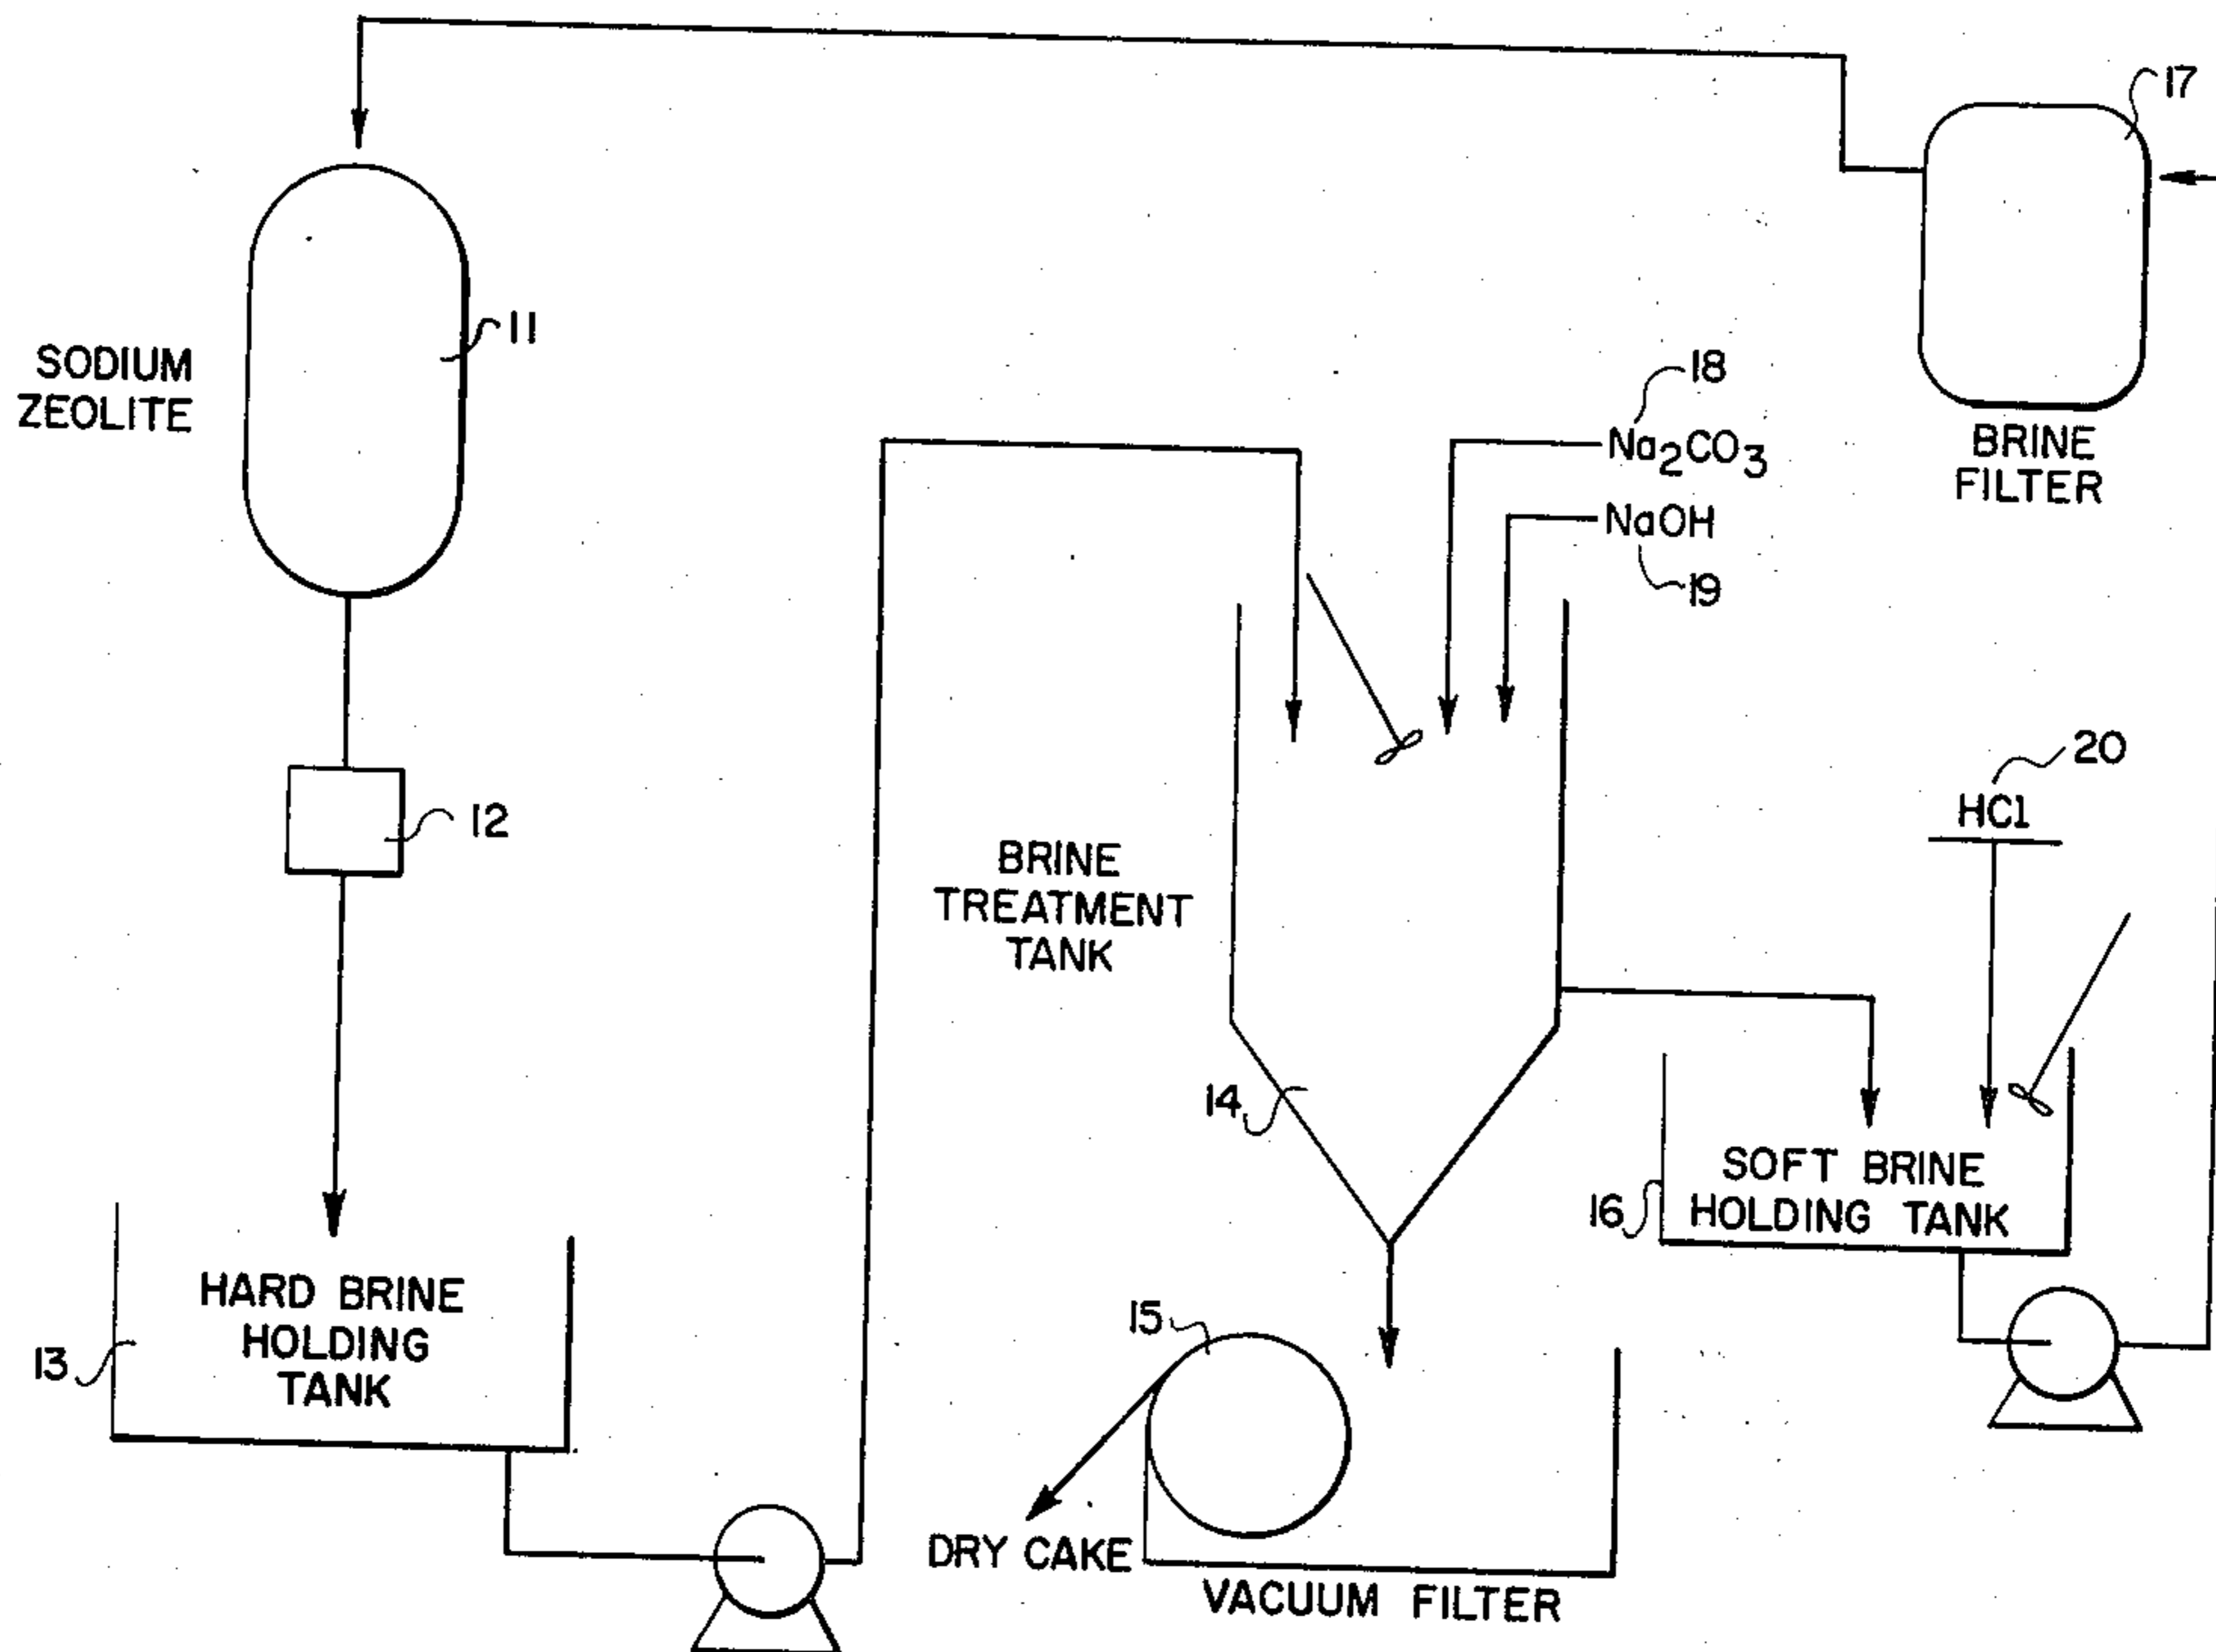 17
SODIUM
ZEOLITE
11
18
Na2CO3
BRINE
FILTER
NaOH
19
12
20
HCl
BRINE
TREATMENT
TANK
14
SOFT BRINE
HOLDING TANK
16
HARD BRINE
HOLDING
TANK
13
15
DRY CAKE
VACUUM FILTER